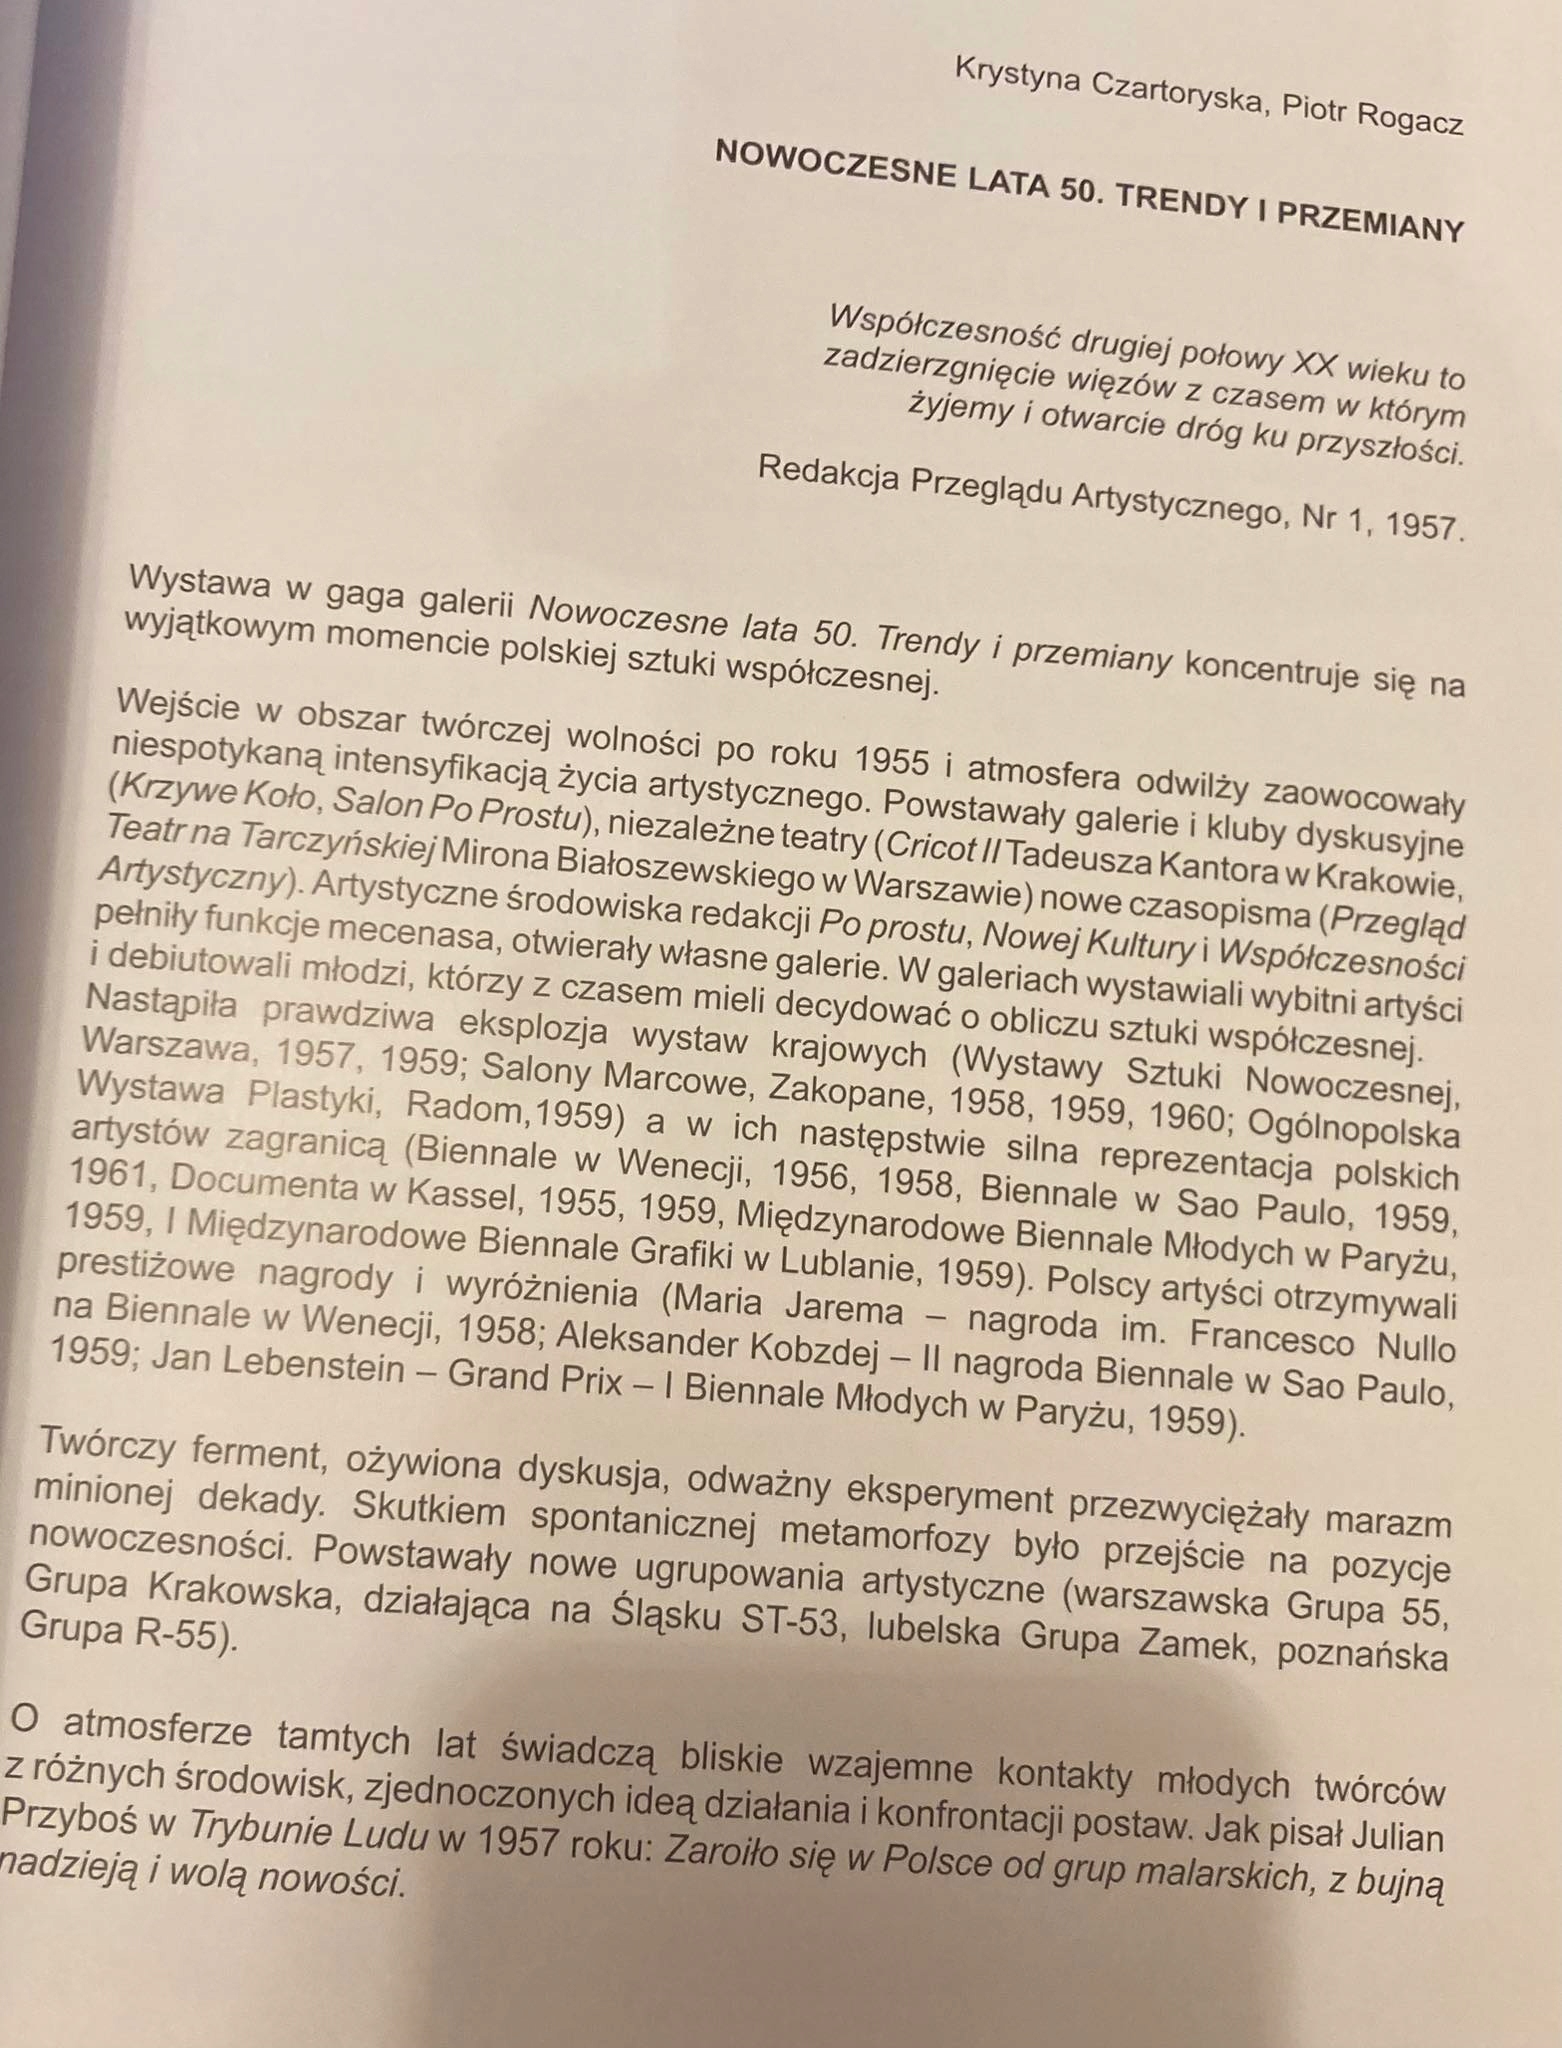 Krystyna Czartoryska, Piotr Rogacz
NOWOCZESNE LATA 50. TRENDY I PRZEMIANY
Współczesność drugiej połowy XX wieku to
zadzierzgnięcie więzów z czasem w którym
żyjemy i otwarcie dróg ku przyszłości.
Redakcja Przeglądu Artystycznego, Nr 1, 1957.
Wystawa w gaga galerii Nowoczesne lata 50. Trendy i przemiany koncentruje się na
wyjątkowym momencie polskiej sztuki współczesnej.
Wejście w obszar twórczej wolności po roku 1955 i atmosfera odwilży zaowocowały
niespotykaną intensyfikacją życia artystycznego. Powstawały galerie i kluby dyskusyjne
(Krzywe Koło, Salon Po Prostu), niezależne teatry (Cricot II Tadeusza Kantora w Krakowie,
Teatr na Tarczyńskiej Mirona Białoszewskiego w Warszawie) nowe czasopisma (Przegląd
Artystyczny). Artystyczne środowiska redakcji Po prostu, Nowej Kultury i Współczesności
pełniły funkcje mecenasa, otwierały własne galerie. W galeriach wystawiali wybitni artyści
i debiutowali młodzi, którzy z czasem mieli decydować o obliczu sztuki współczesnej.
Nastąpiła prawdziwa eksplozja wystaw krajowych (Wystawy Sztuki Nowoczesnej,
Warszawa, 1957, 1959; Salony Marcowe, Zakopane, 1958, 1959, 1960; Ogólnopolska
Wystawa Plastyki, Radom,1959) a w ich następstwie silna reprezentacja polskich
artystów zagranicą (Biennale w Wenecji, 1956, 1958, Biennale w Sao Paulo, 1959,
1961, Documenta w Kassel, 1955, 1959, Międzynarodowe Biennale Młodych w Paryżu,
1959, I Międzynarodowe Biennale Grafiki w Lublanie, 1959). Polscy artyści otrzymywali
prestiżowe nagrody i wyróżnienia (Maria Jarema – nagroda im. Francesco Nullo
na Biennale w Wenecji, 1958; Aleksander Kobzdej – II nagroda Biennale w Sao Paulo,
1959; Jan Lebenstein – Grand Prix – I Biennale Młodych w Paryżu, 1959).
Twórczy ferment, ożywiona dyskusja, odważny eksperyment przezwyciężały marazm
minionej dekady. Skutkiem spontanicznej metamorfozy było przejście na pozycje
nowoczesności. Powstawały nowe ugrupowania artystyczne (warszawska Grupa 55,
Grupa Krakowska, działająca na Śląsku ST-53, lubelska Grupa Zamek, poznańska
Grupa R-55).
O atmosferze tamtych lat świadczą bliskie wzajemne kontakty młodych twórców
z różnych środowisk, zjednoczonych ideą działania i konfrontacji postaw. Jak pisał Julian
Przyboś w Trybunie Ludu w 1957 roku: Zaroiło się w Polsce od grup malarskich, z bujną
nadzieją i wolą nowości.